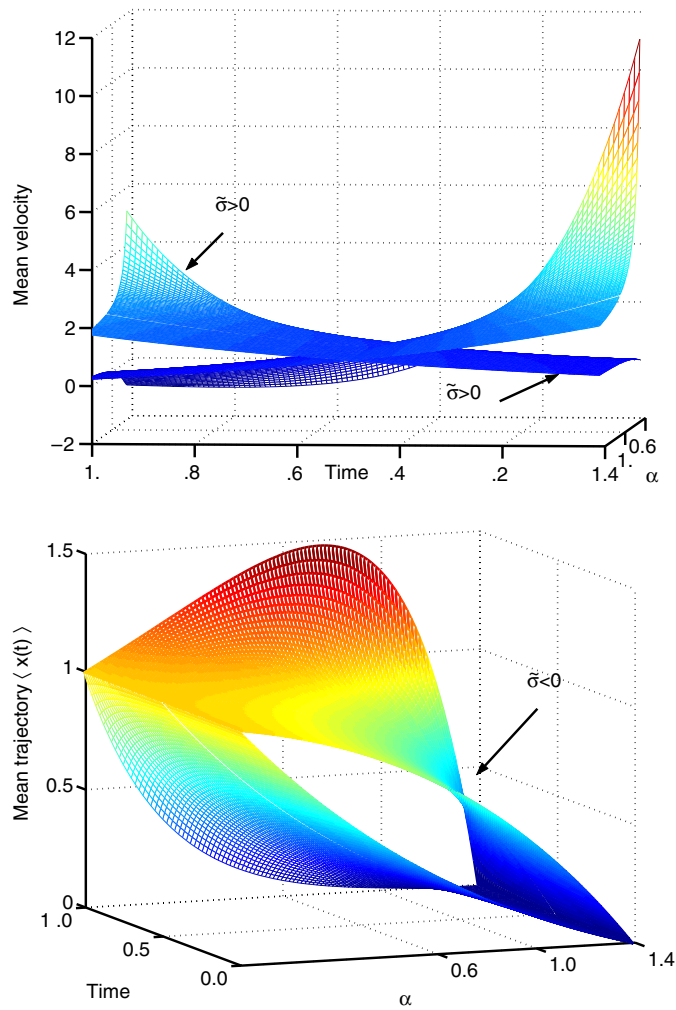 12
10
8
6
4
2
0
−2
Mean velocity
σ̃>0
σ̃>0
1. .8 .6 Time .4 .2 1.4
1. 0.6
α
1.5
1
0.5
0
Mean trajectory ⟨ x(t) ⟩
σ̃<0
1.0 0.5 0.0
Time
0.6 1.0 1.4
α